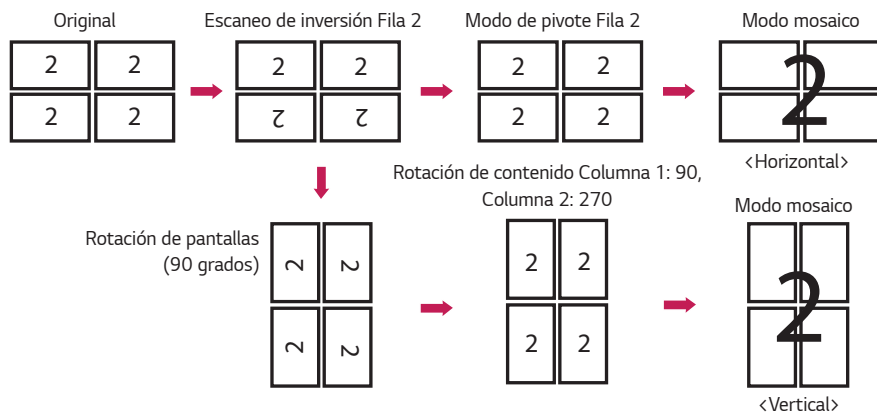 Original
Escaneo de inversión Fila 2
Modo de pivote Fila 2
Modo mosaico
2 2
2 2
2 2
2 2
2 2
2 2
2
<Horizontal>
Rotación de pantallas
(90 grados)
2 2
2 2
Rotación de contenido Columna 1: 90,
Columna 2: 270
2 2
2 2
Modo mosaico
2
<Vertical>